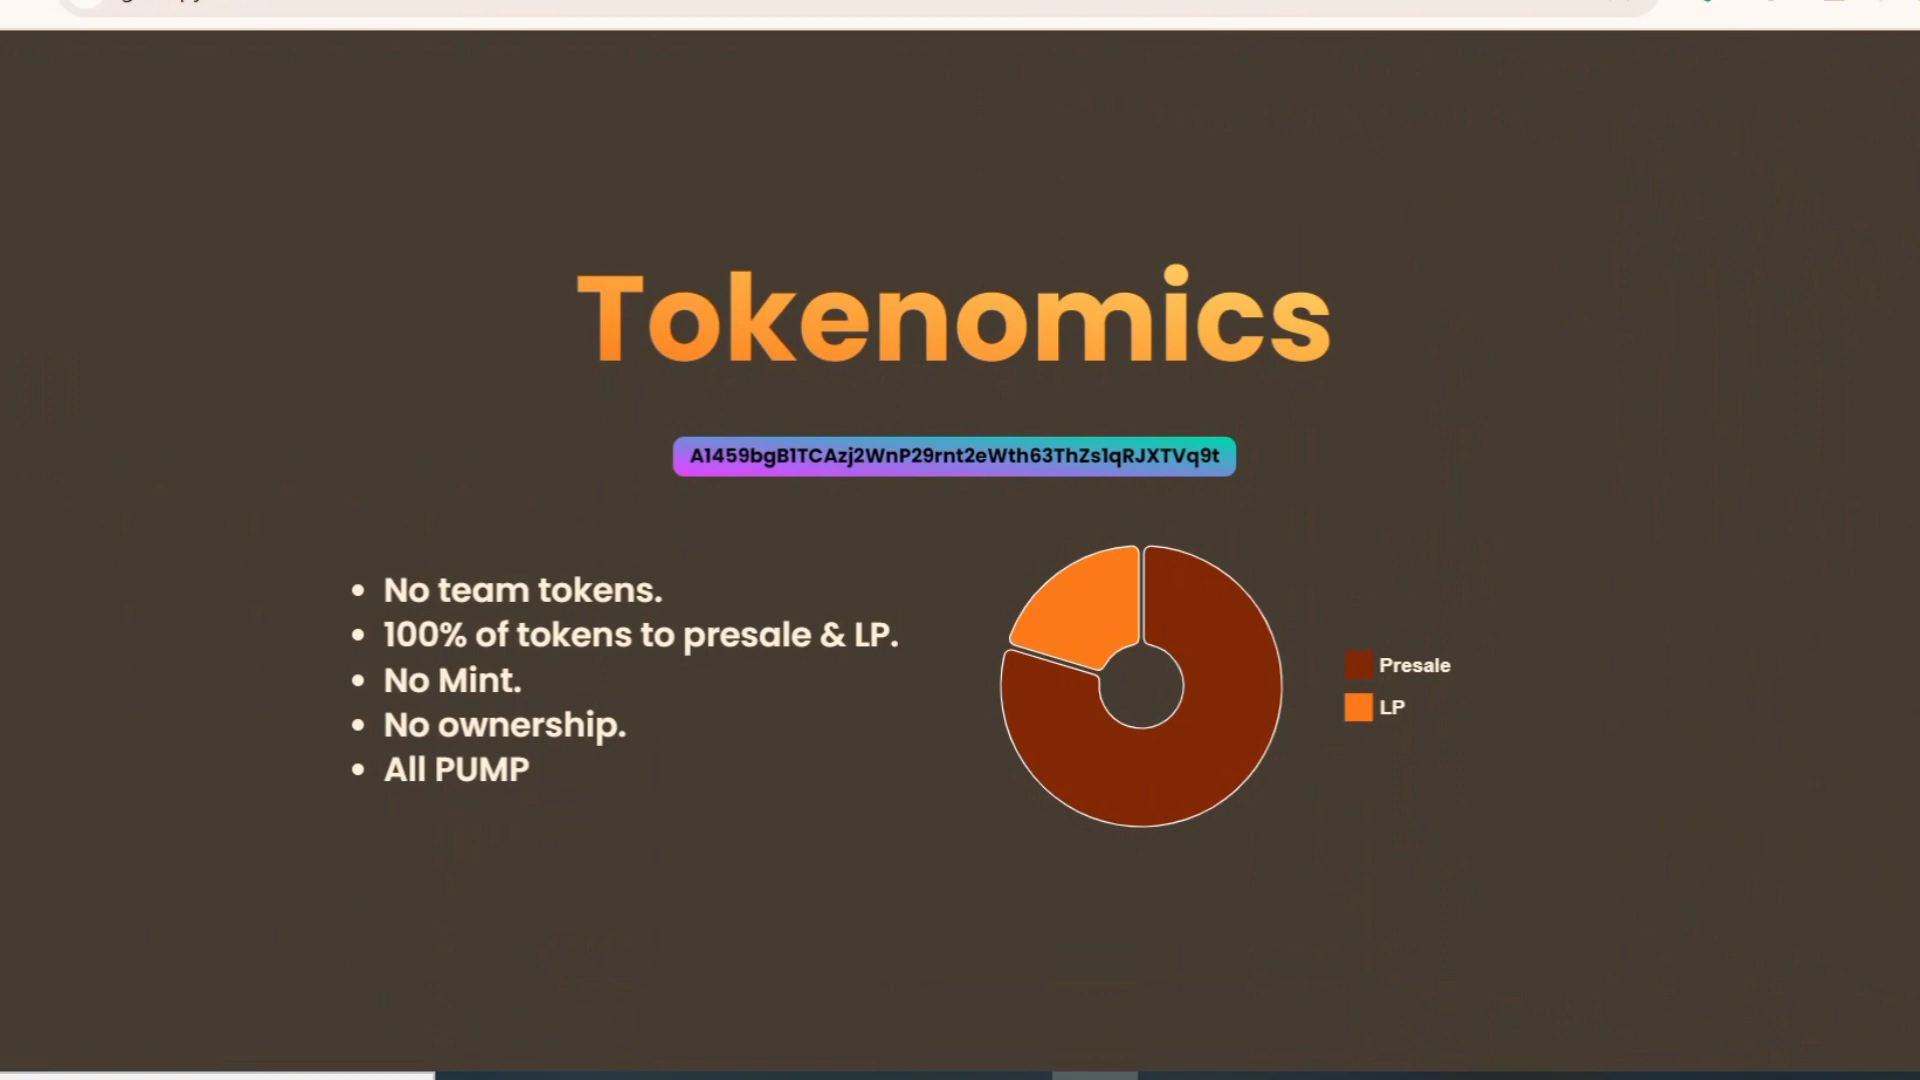 Tokenomics
A1459bgB1TCAzj2WnP29rnt2eWth63ThZs1qRJXTVq9t
No team tokens.
100% of tokens to presale & LP.
No Mint.
No ownership.
All PUMP
Presale
LP